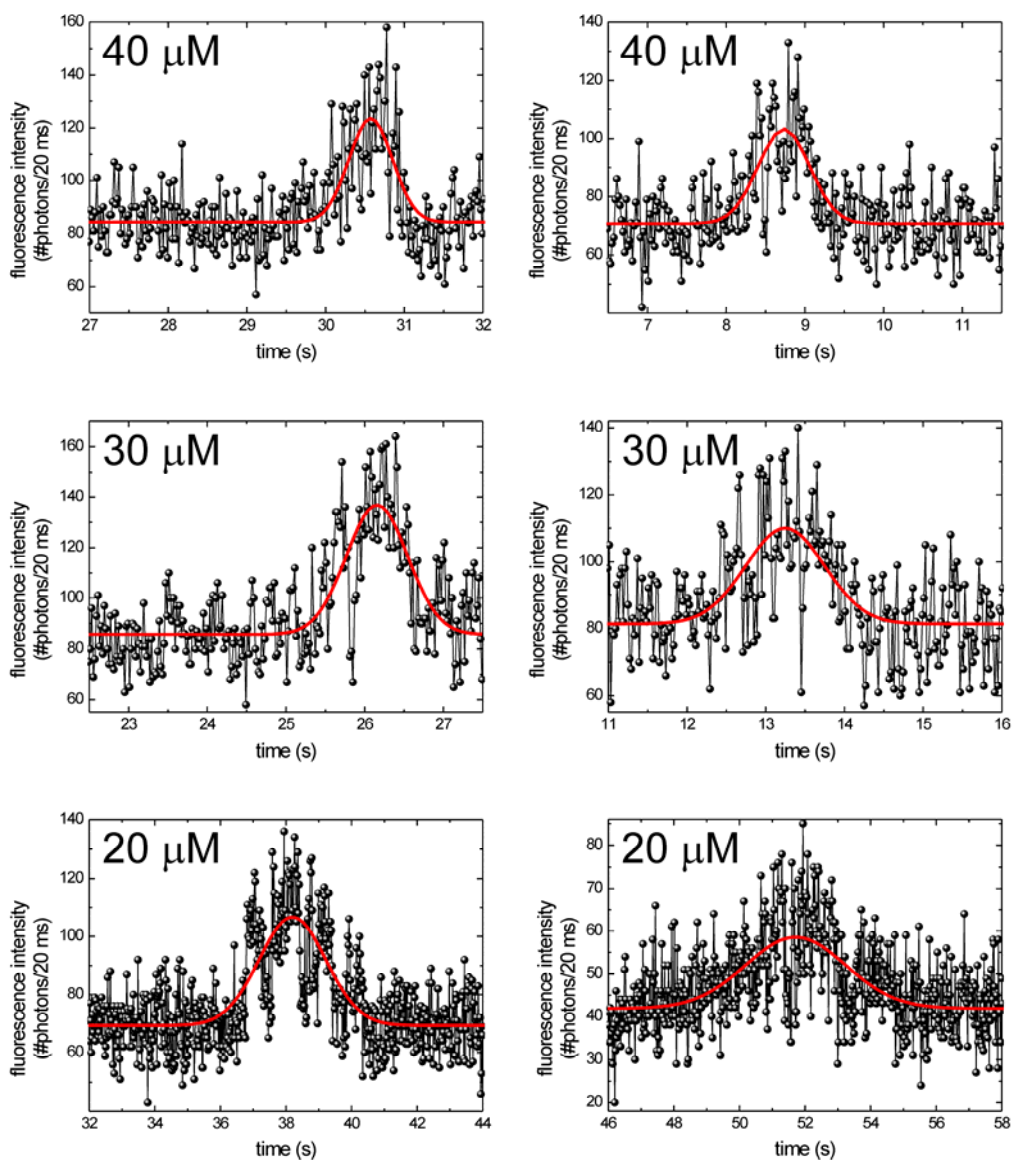 40 μM
160
140
120
100
80
60
27 28 29 30 31 32
time (s)
fluorescence intensity
(#photons/20 ms)
40 μM
140
120
100
80
60
7 8 9 10 11
time (s)
fluorescence intensity
(#photons/20 ms)
30 μM
160
140
120
100
80
60
23 24 25 26 27
time (s)
fluorescence intensity
(#photons/20 ms)
30 μM
140
120
100
80
60
11 12 13 14 15 16
time (s)
fluorescence intensity
(#photons/20 ms)
20 μM
140
120
100
80
60
32 34 36 38 40 42 44
time (s)
fluorescence intensity
(#photons/20 ms)
20 μM
80
70
60
50
40
30
20
46 48 50 52 54 56 58
time (s)
fluorescence intensity
(#photons/20 ms)